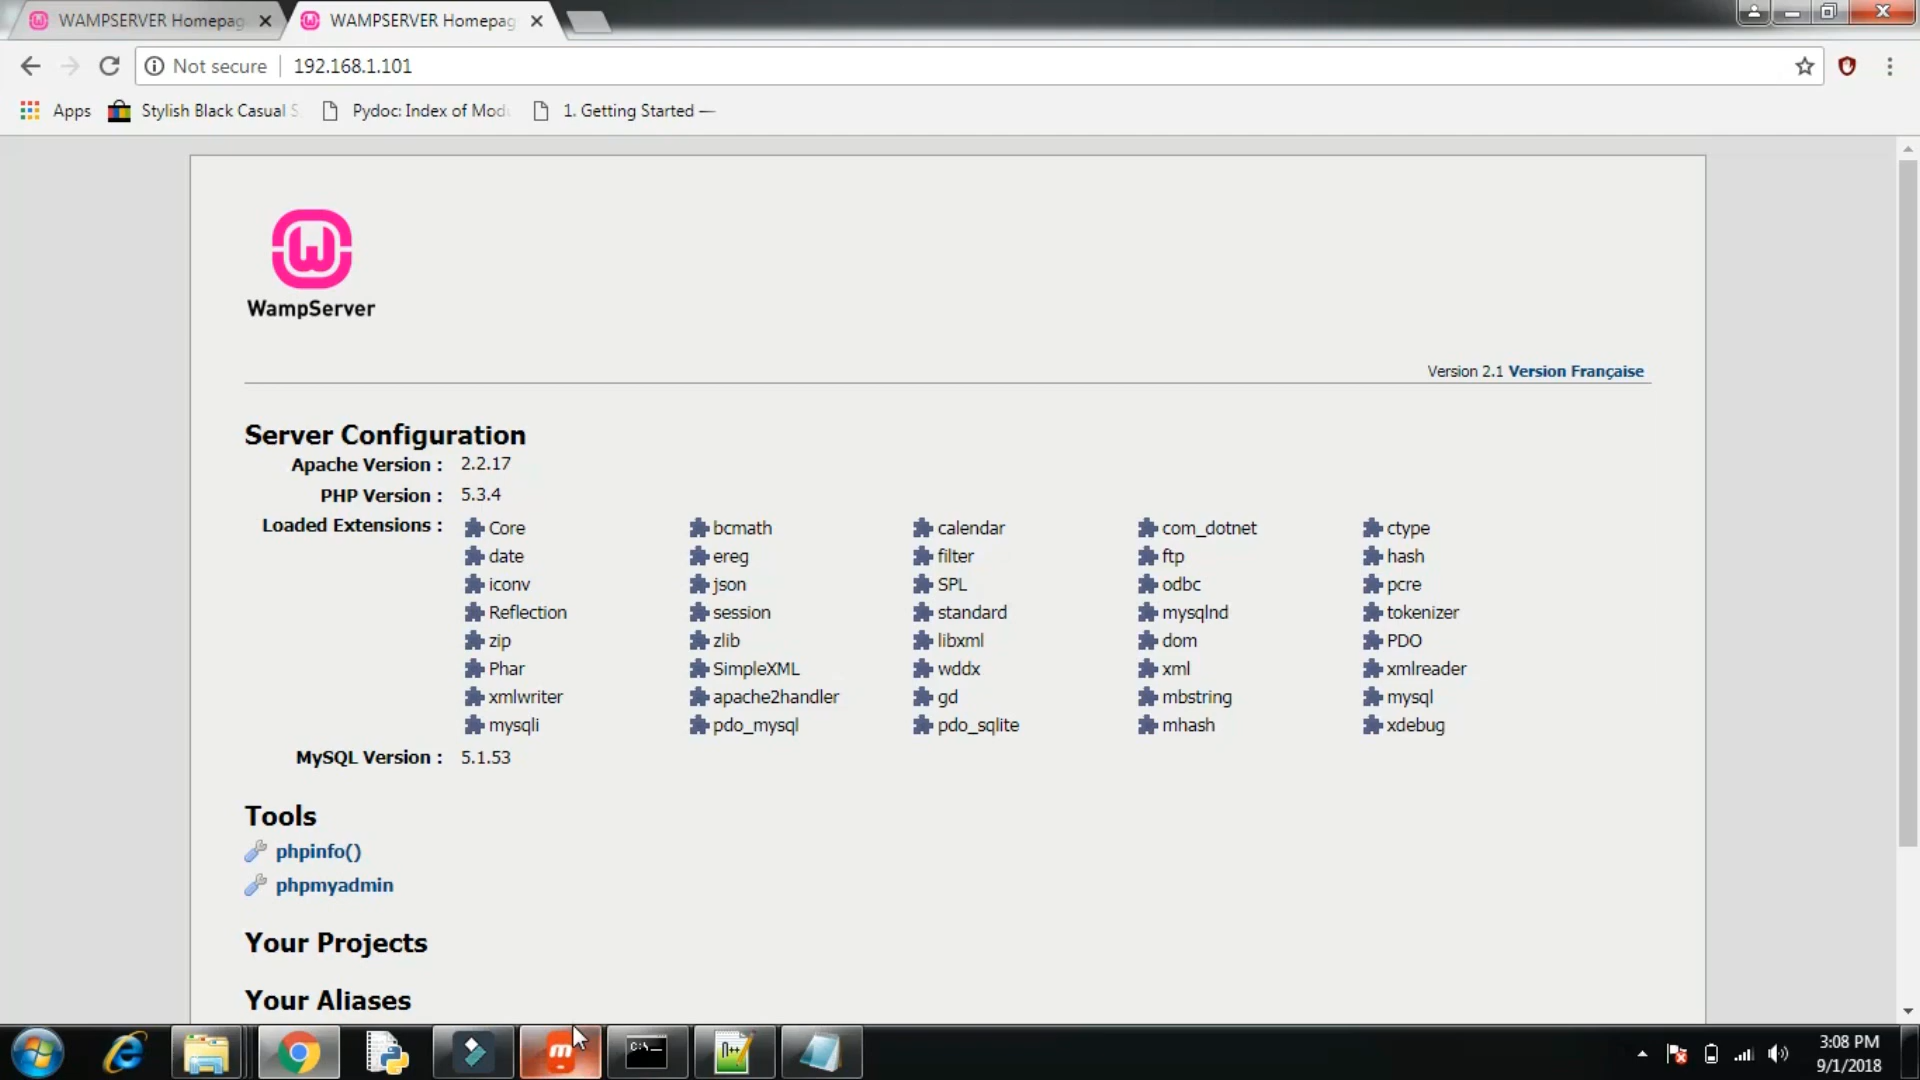 WAMPSERVER Homepag
WAMPSERVER Homepag
Not secure
192.168.1.101
Apps
Stylish Black Casual S
Pydoc: Index of Modu
1. Getting Started —
W
WampServer
Version 2.1 Version Française
Server Configuration
Apache Version : 2.2.17
PHP Version : 5.3.4
Loaded Extensions :
Core bcmath calendar com_dotnet ctype
date ereg filter ftp hash
iconv json SPL odbc pcre
Reflection session standard mysqlnd tokenizer
zip zlib libxml dom PDO
Phar SimpleXML wddx xml xmlreader
xmlwriter apache2handler gd mbstring mysql
mysqli pdo_mysql pdo_sqlite mhash xdebug
MySQL Version : 5.1.53
Tools
phpinfo()
phpmyadmin
Your Projects
Your Aliases
m
C:\
n++
3:08 PM
9/1/2018